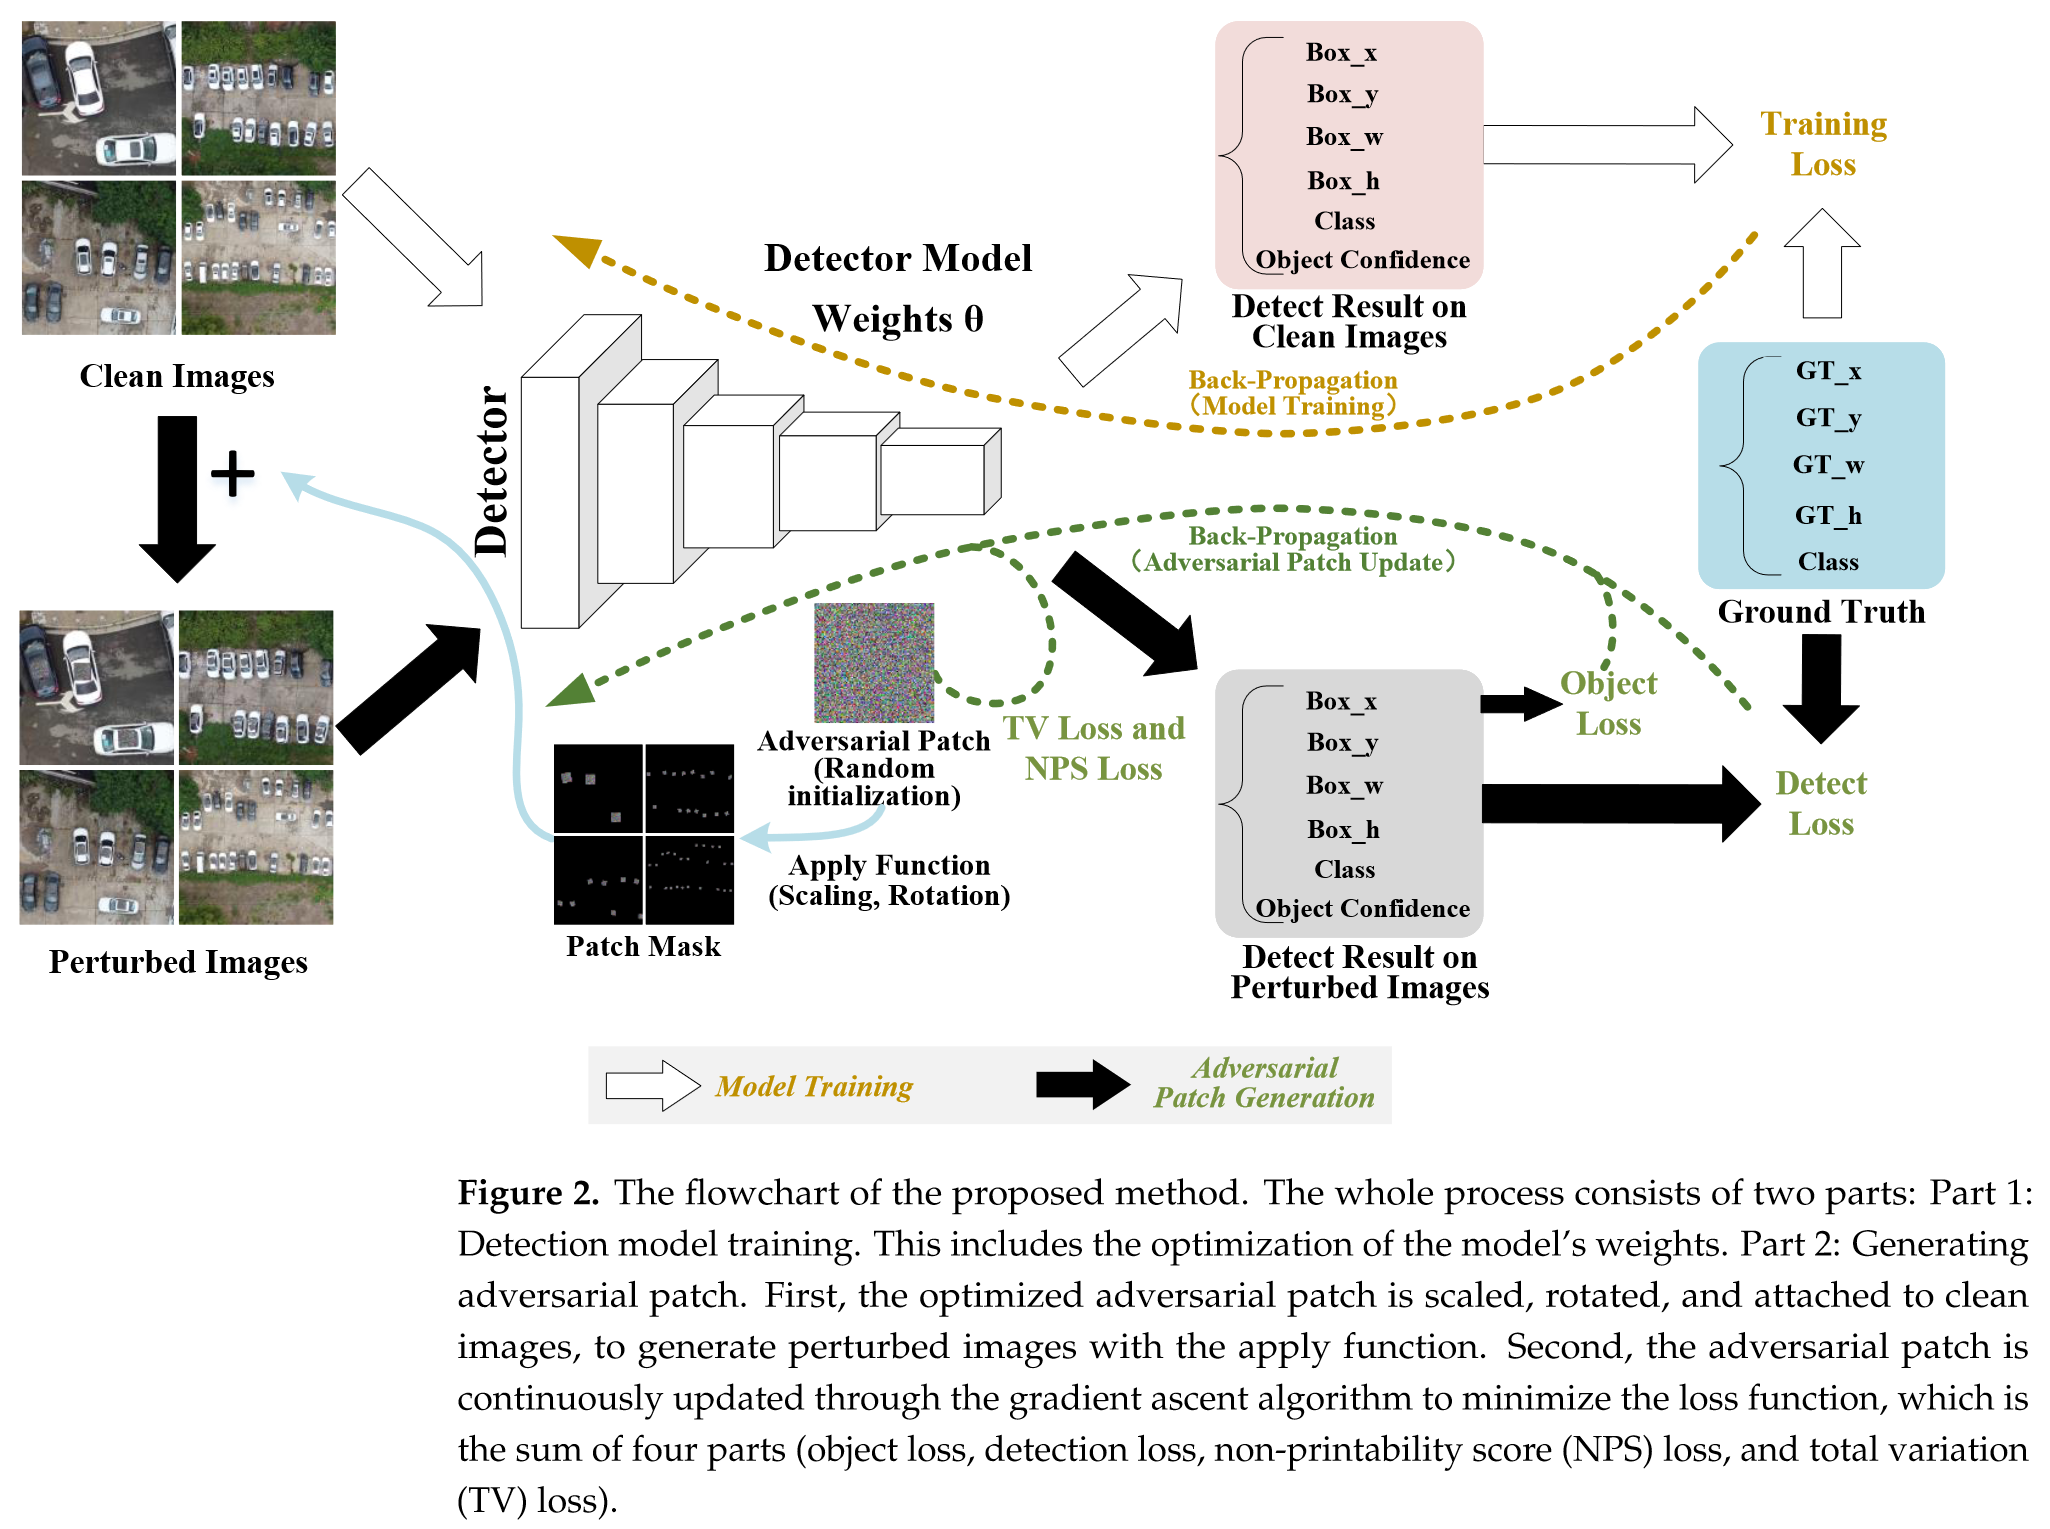 Clean Images
+
Perturbed Images
Detector
Detector Model
Weights θ
Box_x
Box_y
Box_w
Box_h
Class
Object Confidence
Detect Result on
Clean Images
Training
Loss
Back-Propagation
(Model Training)
GT_x
GT_y
GT_w
GT_h
Class
Ground Truth
Back-Propagation
(Adversarial Patch Update)
Adversarial Patch
(Random
initialization)
TV Loss and
NPS Loss
Apply Function
(Scaling, Rotation)
Patch Mask
Box_x
Box_y
Box_w
Box_h
Class
Object Confidence
Detect Result on
Perturbed Images
Object
Loss
Detect
Loss
Model Training
Adversarial
Patch Generation
Figure 2. The flowchart of the proposed method. The whole process consists of two parts: Part 1:
Detection model training. This includes the optimization of the model's weights. Part 2: Generating
adversarial patch. First, the optimized adversarial patch is scaled, rotated, and attached to clean
images, to generate perturbed images with the apply function. Second, the adversarial patch is
continuously updated through the gradient ascent algorithm to minimize the loss function, which is
the sum of four parts (object loss, detection loss, non-printability score (NPS) loss, and total variation
(TV) loss).